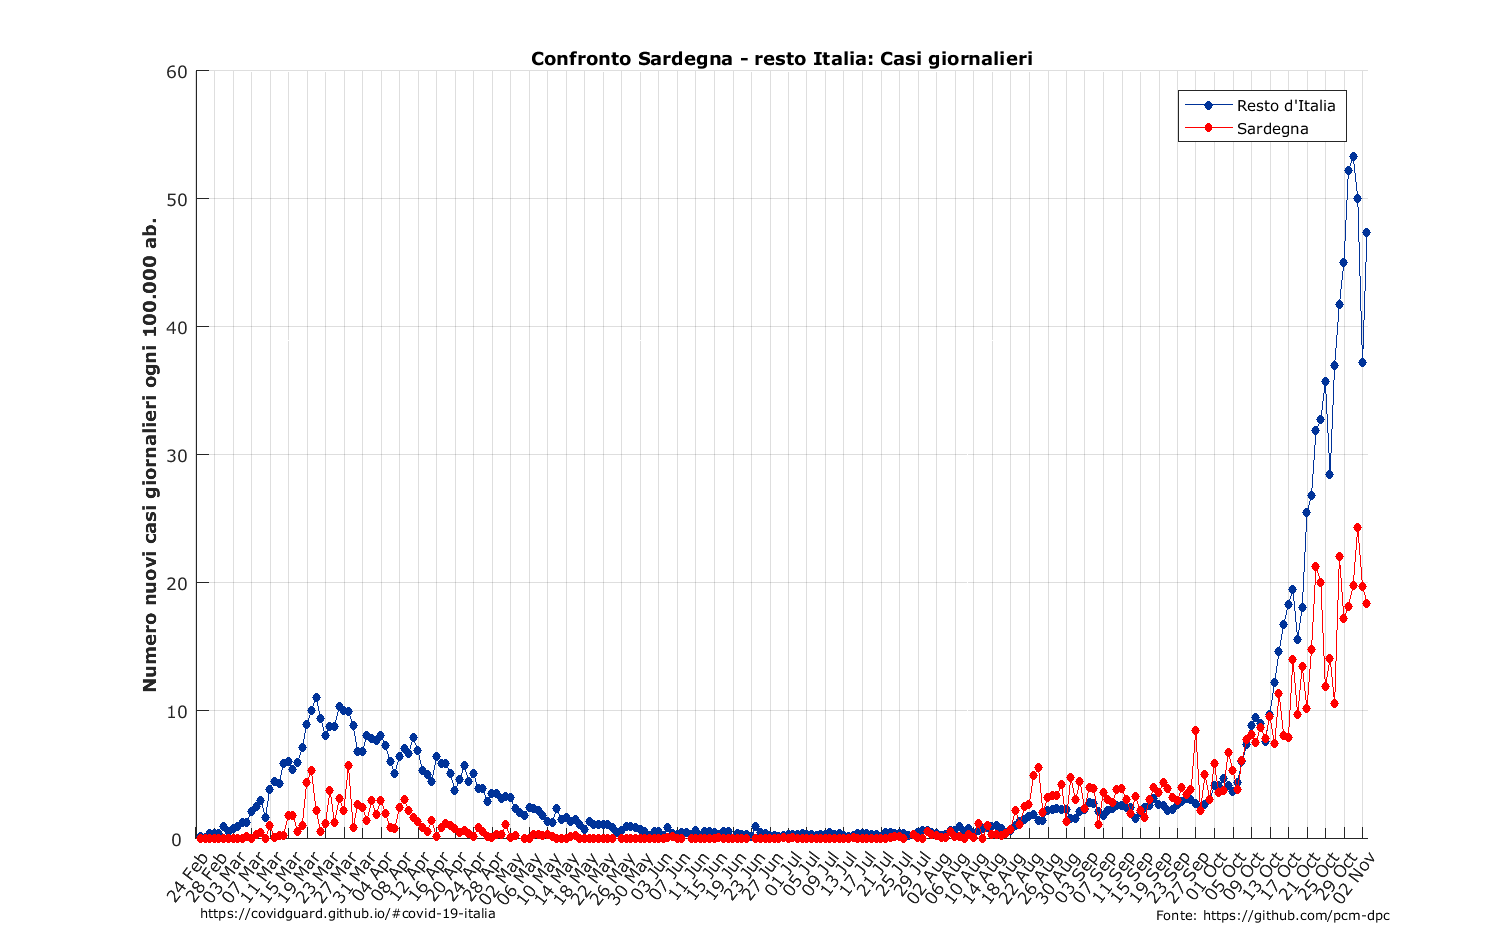 Confronto Sardegna - resto Italia: Casi giornalieri
Resto d'Italia
Sardegna
Numero nuovi casi giornalieri ogni 100.000 ab.
60
50
40
30
20
10
0
24 Feb
28 Feb
03 Mar
07 Mar
11 Mar
15 Mar
19 Mar
23 Mar
27 Mar
31 Mar
04 Apr
08 Apr
12 Apr
16 Apr
20 Apr
24 Apr
28 Apr
02 May
06 May
10 May
14 May
18 May
22 May
26 May
30 May
03 Jun
07 Jun
11 Jun
15 Jun
19 Jun
23 Jun
27 Jun
01 Jul
05 Jul
09 Jul
13 Jul
17 Jul
21 Jul
25 Jul
29 Jul
02 Aug
06 Aug
10 Aug
14 Aug
18 Aug
22 Aug
26 Aug
30 Aug
03 Sep
07 Sep
11 Sep
15 Sep
19 Sep
23 Sep
27 Sep
01 Oct
05 Oct
09 Oct
13 Oct
17 Oct
21 Oct
25 Oct
29 Oct
02 Nov
https://covidguard.github.io/#covid-19-italia
Fonte: https://github.com/pcm-dpc